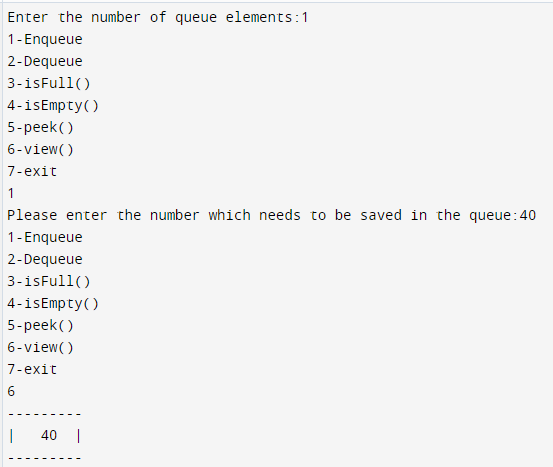 Enter the number of queue elements:1
1-Enqueue
2-Dequeue
3-isFull()
4-isEmpty()
5-peek()
6-view()
7-exit
1
Please enter the number which needs to be saved in the queue:40
1-Enqueue
2-Dequeue
3-isFull()
4-isEmpty()
5-peek()
6-view()
7-exit
6
---------
|   40  |
---------